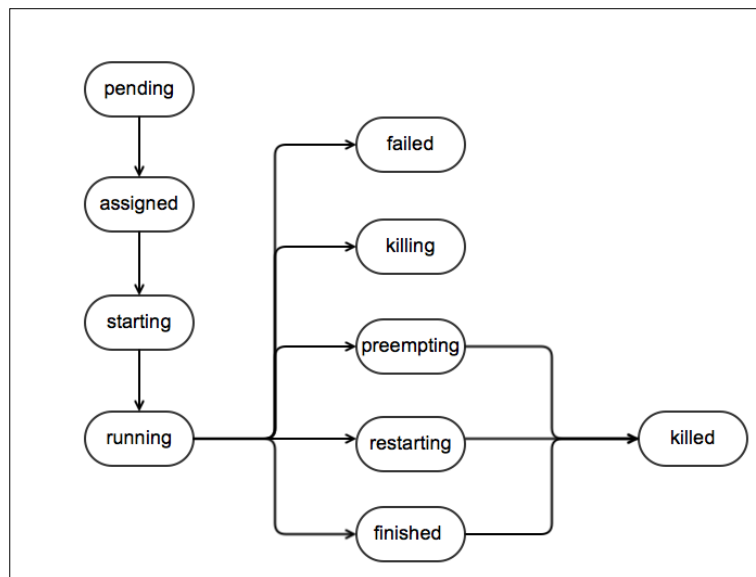 pending
assigned
starting
running
failed
killing
preempting
restarting
finished
killed